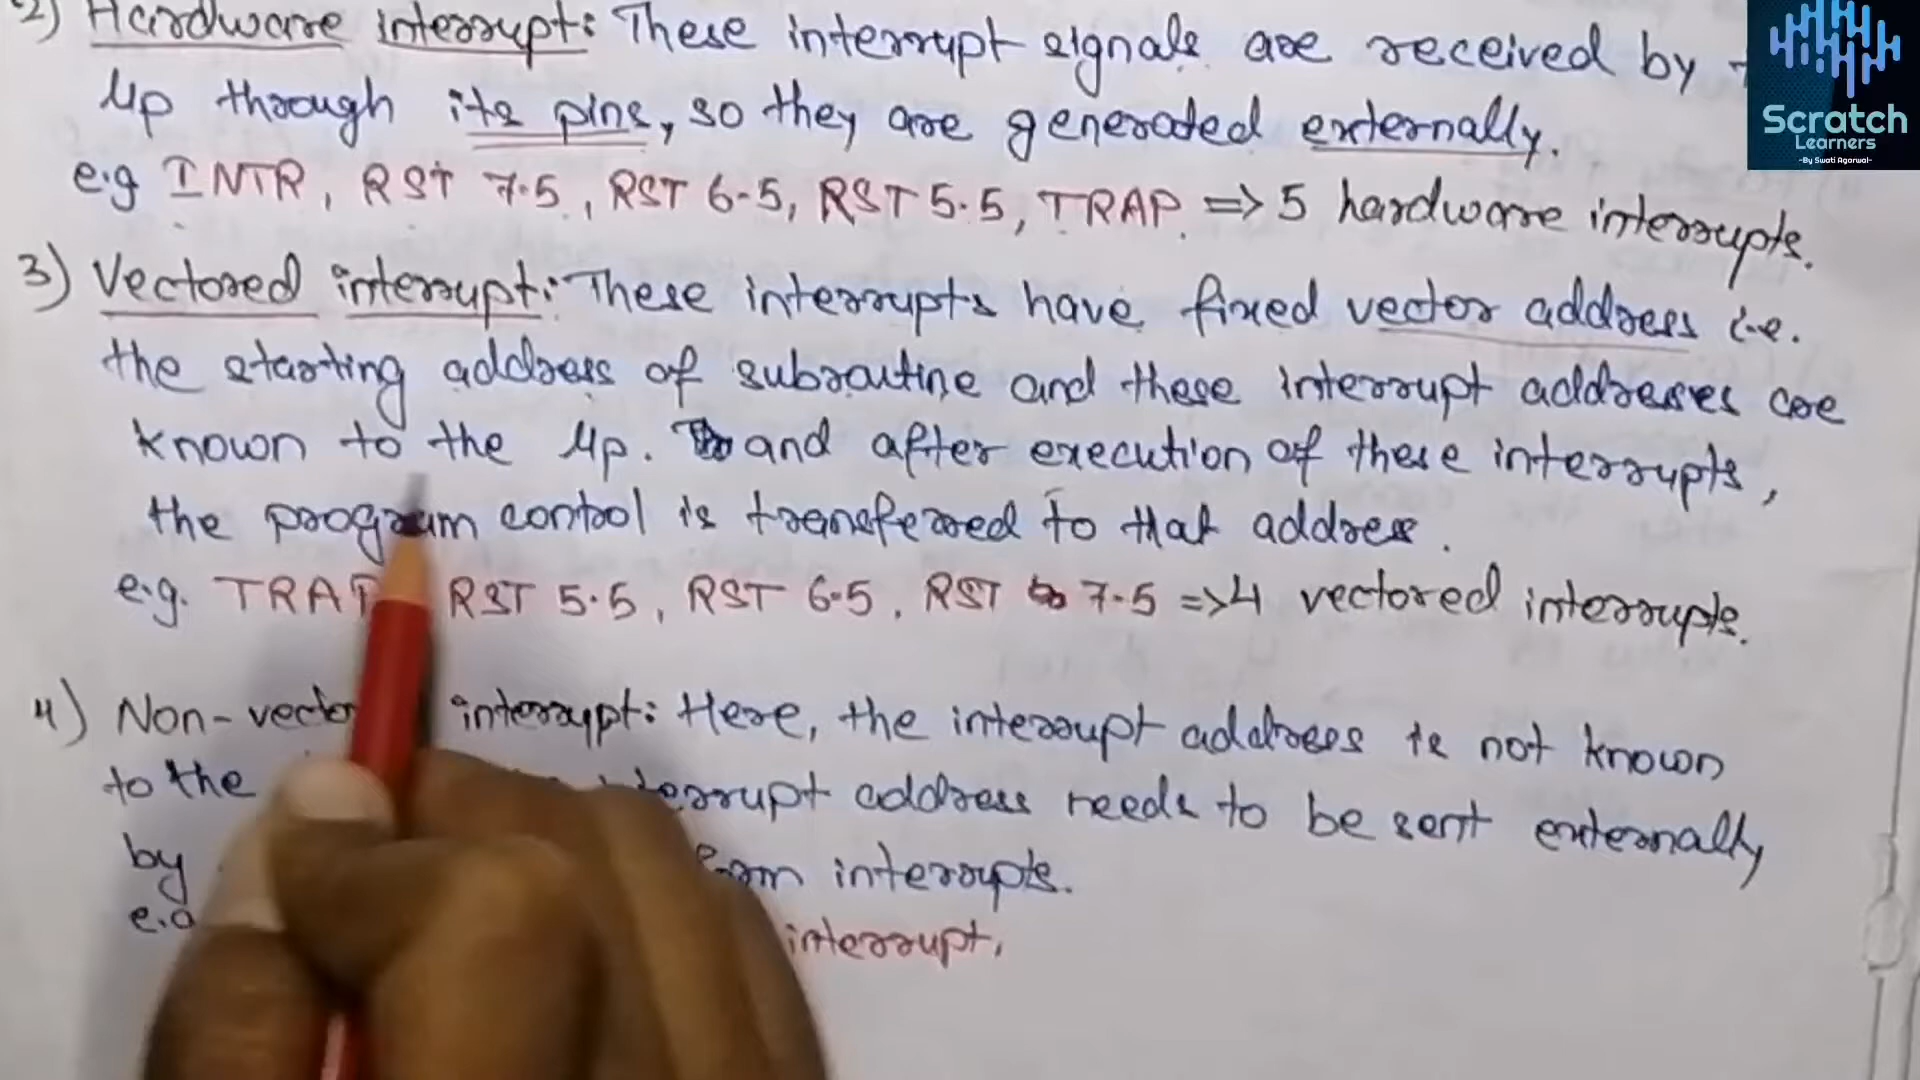 2) Hardware interrupt: These interrupt signals are received by
μp through its pins, so they are generated externally.
e.g INTR, RST 7.5, RST 6.5, RST 5.5, TRAP => 5 hardware interrupts.
3) Vectored interrupt: These interrupts have fixed vector address i.e.
the starting address of subroutine and these interrupt addresses are
known to the μp. and after execution of these interrupts,
the program control is transferred to that address.
e.g. TRAP RST 5.5, RST 6.5, RST 7.5 => 4 vectored interrupts.
4) Non- interrupt: Here, the interrupt address is not known
to the address needs to be sent externally
by interrupts.
interrupt.
Scratch
Learners
-By Swati Agarwal-